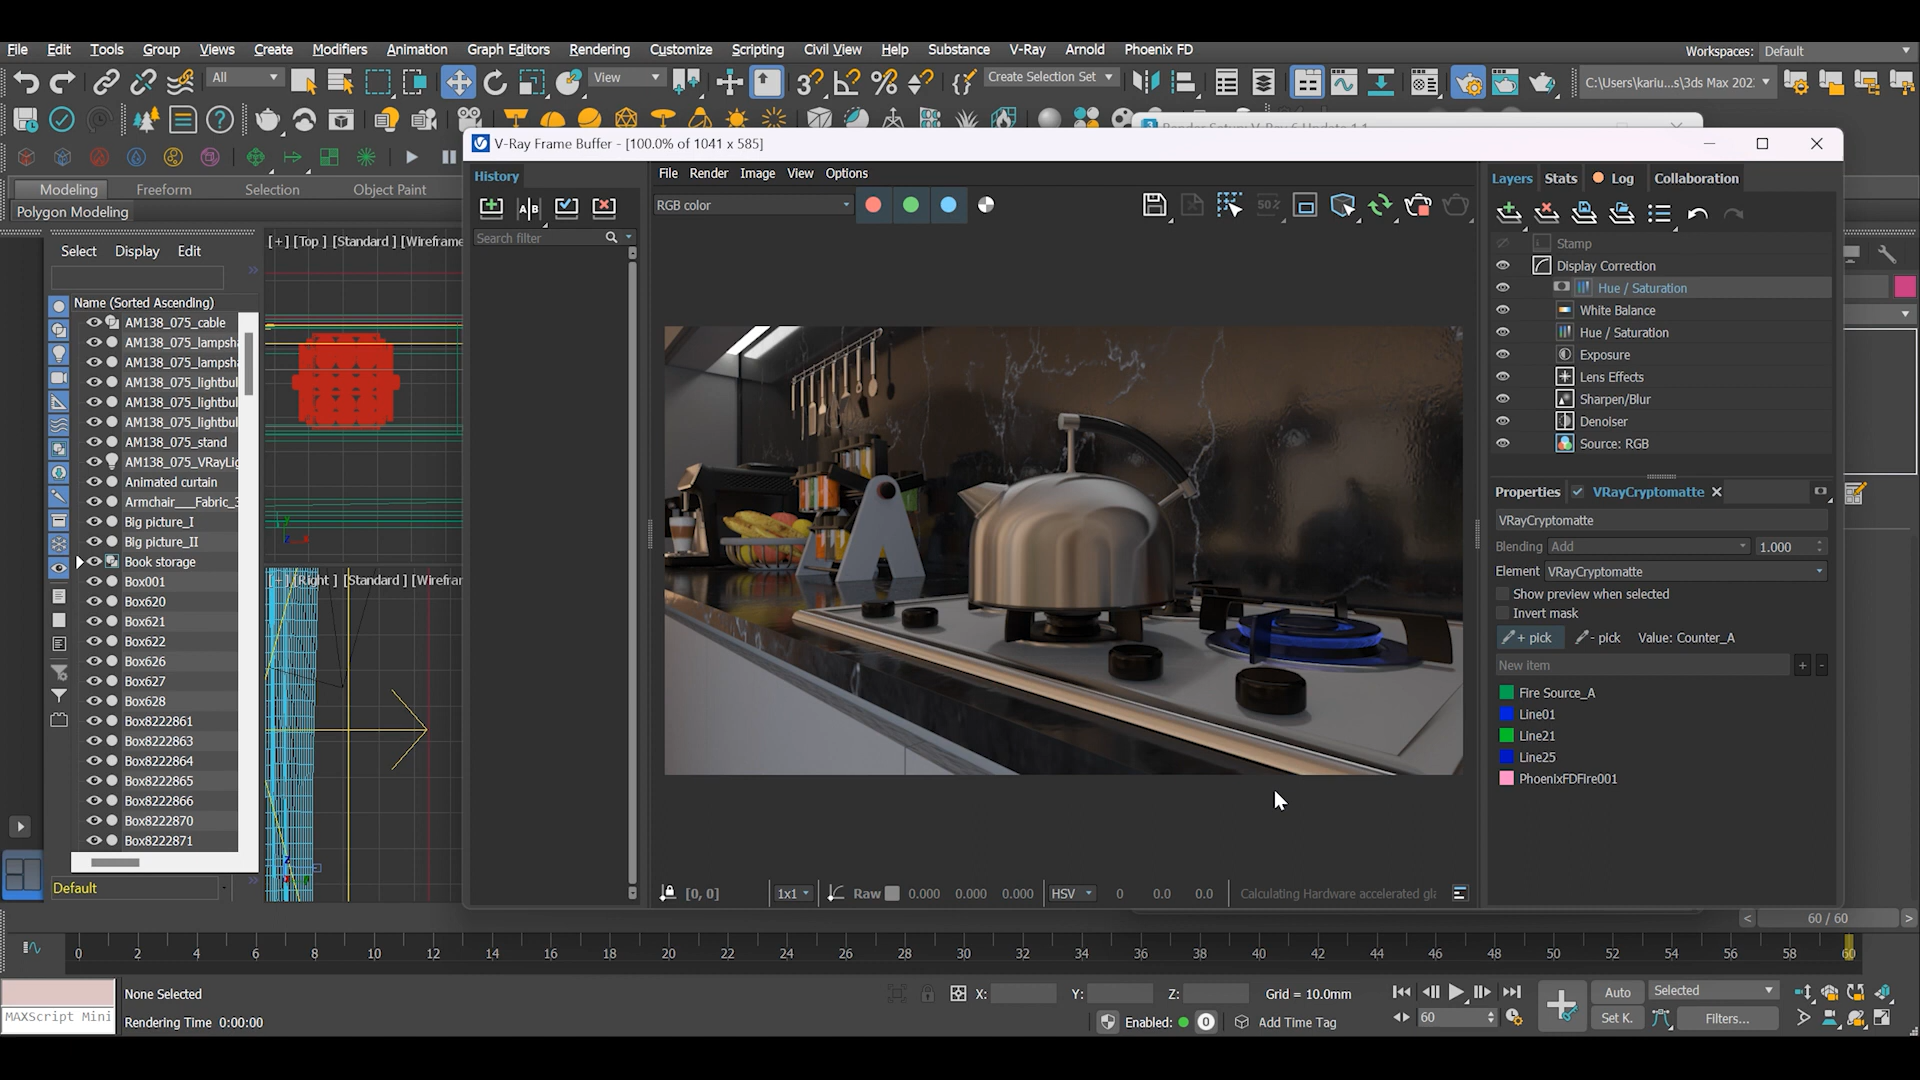 File Edit Tools Group Views Create Modifiers Animation Graph Editors Rendering Customize Scripting Civil View Help Substance V-Ray Arnold Phoenix FD
Workspaces: Default
All
View
Create Selection Set
C:\Users\kariu...s\3ds Max 202
V-Ray Frame Buffer - [100.0% of 1041 x 585]
Modeling Freeform Selection Object Paint
Polygon Modeling
History
File Render Image View Options
Layers Stats Log Collaboration
RGB color
Search filter
Select Display Edit
[+] [Top ] [Standard ] [Wirefram
Name (Sorted Ascending)
AM138_075_cable
AM138_075_lampsh
AM138_075_lampsh
AM138_075_lightbul
AM138_075_lightbul
AM138_075_lightbul
AM138_075_stand
AM138_075_VRayLig
Animated curtain
Armchair___Fabric_3
Big picture_I
Big picture_II
Book storage
Box001
Box620
Box621
Box622
Box626
Box627
Box628
Box8222861
Box8222863
Box8222864
Box8222865
Box8222866
Box8222870
Box8222871
Default
[Right ] [Standard ] [Wirefra
Stamp
Display Correction
Hue / Saturation
White Balance
Hue / Saturation
Exposure
Lens Effects
Sharpen/Blur
Denoiser
Source: RGB
Properties VRayCryptomatte
VRayCryptomatte
Blending Add 1.000
Element VRayCryptomatte
Show preview when selected
Invert mask
+ pick - pick Value: Counter_A
New item + -
Fire Source_A
Line01
Line21
Line25
PhoenixFDFire001
[0, 0] 1x1 Raw 0.000 0.000 0.000 HSV 0 0.0 0.0 Calculating Hardware accelerated gl
< 60 / 60 >
0 2 4 6 8 10 12 14 16 18 20 22 24 26 28 30 32 34 36 38 40 42 44 46 48 50 52 54 56 58 60
None Selected
X: Y: Z: Grid = 10.0mm
Auto Selected
MAXScript Mini
Rendering Time 0:00:00
Enabled: 0 Add Time Tag
60
Set K. Filters...